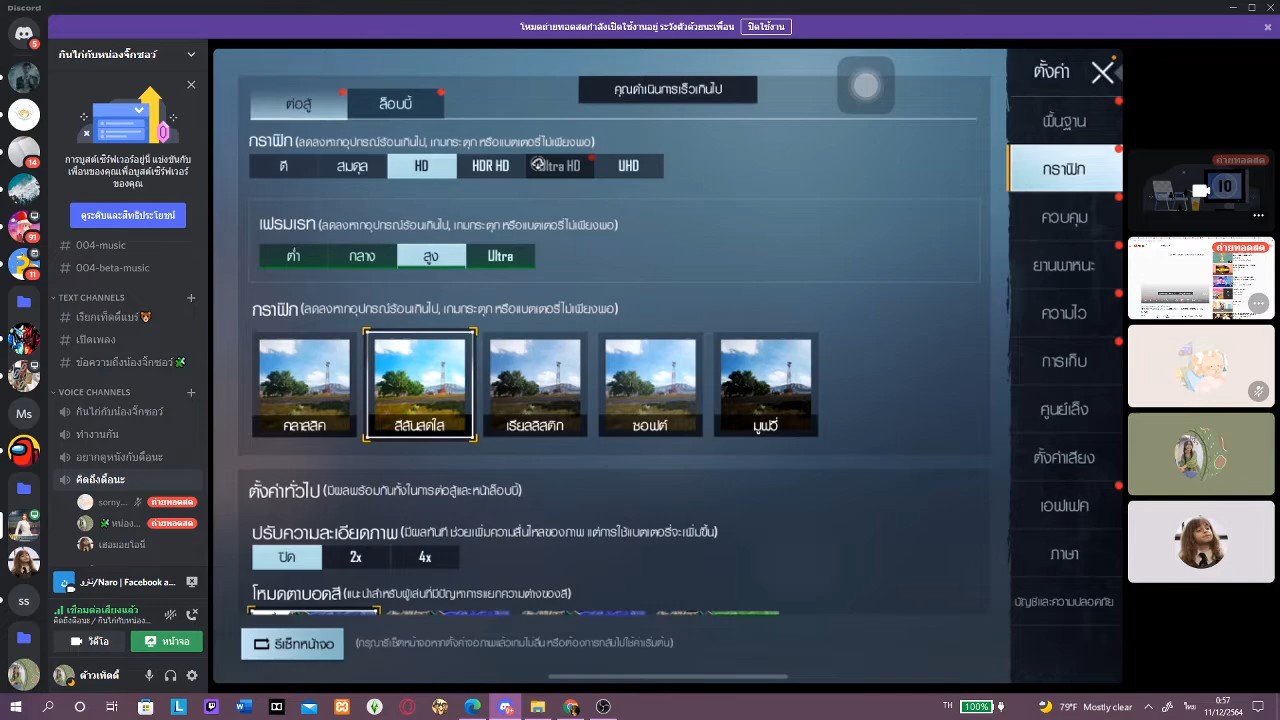 Discord
โหมดถ่ายทอดสดกำลังเปิดใช้งานอยู่ ระวังตัวด้วยนะเพื่อน
ปิดใช้งาน
5
14
91
11
Ms
ss
กินไก่กับน้องจิ๊กซอว์
การบูสต์เซิร์ฟเวอร์อยู่นี่ แบ่งปันกับ
เพื่อนของคุณเพื่อบูสต์เซิร์ฟเวอร์
ของคุณ
ดูระดับและสิทธิประโยชน์
# 004-music
# 004-beta-music
TEXT CHANNELS
# เรียกเท็ดดี้แบร์🐻
# เปิดเพลง
# ข้อความถึงน้องจิ๊กซอว์
VOICE CHANNELS
กินไก่กับน้องจิ๊กซอว์
ทำงานกัน
อยากดูหนังกับดื้อนะ
คิดถึงดื้อนะ
sorry...
ถ่ายทอดสด
หน่อง...
ถ่ายทอดสด
เธอมอยโอนี่
نزر/Naro | Facebook a...
เชื่อมต่อเสียงแล้ว
วิดีโอ
หน้าจอ
ต่อสู้
ล็อบบี้
คุณดำเนินการเร็วเกินไป
กราฟิก (ลดลงหากอุปกรณ์ร้อนเกินไป, เกมกระตุก หรือแบตเตอรี่ไม่เพียงพอ)
ดี
สมดุล
HD
HDR HD
Ultra HD
UHD
เฟรมเรท (ลดลงหากอุปกรณ์ร้อนเกินไป, เกมกระตุก หรือแบตเตอรี่ไม่เพียงพอ)
ต่ำ
กลาง
สูง
Ultra
กราฟิก (ลดลงหากอุปกรณ์ร้อนเกินไป, เกมกระตุก หรือแบตเตอรี่ไม่เพียงพอ)
คลาสสิค
สีสันสดใส
เรียลลิสติก
ซอฟต์
มูฟวี่
ตั้งค่าทั่วไป (มีผลพร้อมกันทั้งในการต่อสู้และหน้าล็อบบี้)
ปรับความละเอียดภาพ (มีผลทันที ช่วยเพิ่มความลื่นไหลของภาพ แต่การใช้แบตเตอรี่จะเพิ่มขึ้น)
ปิด
2x
4x
โหมดตาบอดสี (แนะนำสำหรับผู้เล่นที่มีปัญหาการแยกความต่างของสี)
รีเซ็ทหน้าจอ
(กรุณารีเซ็ตหน้าจอหากตั้งค่าจอภาพแล้วเกมไม่ลื่น หรือต้องการกลับไปใช้ค่าเริ่มต้น)
ตั้งค่า
พื้นฐาน
กราฟิก
ควบคุม
ยานพาหนะ
ความไว
การเก็บ
ศูนย์เล็ง
ตั้งค่าเสียง
เอฟเฟค
ภาษา
บัญชีและความปลอดภัย
ถ่ายทอดสด
10
ถ่ายทอดสด
TH
100%
79°F Mostly clear
0:57
11/12/2564